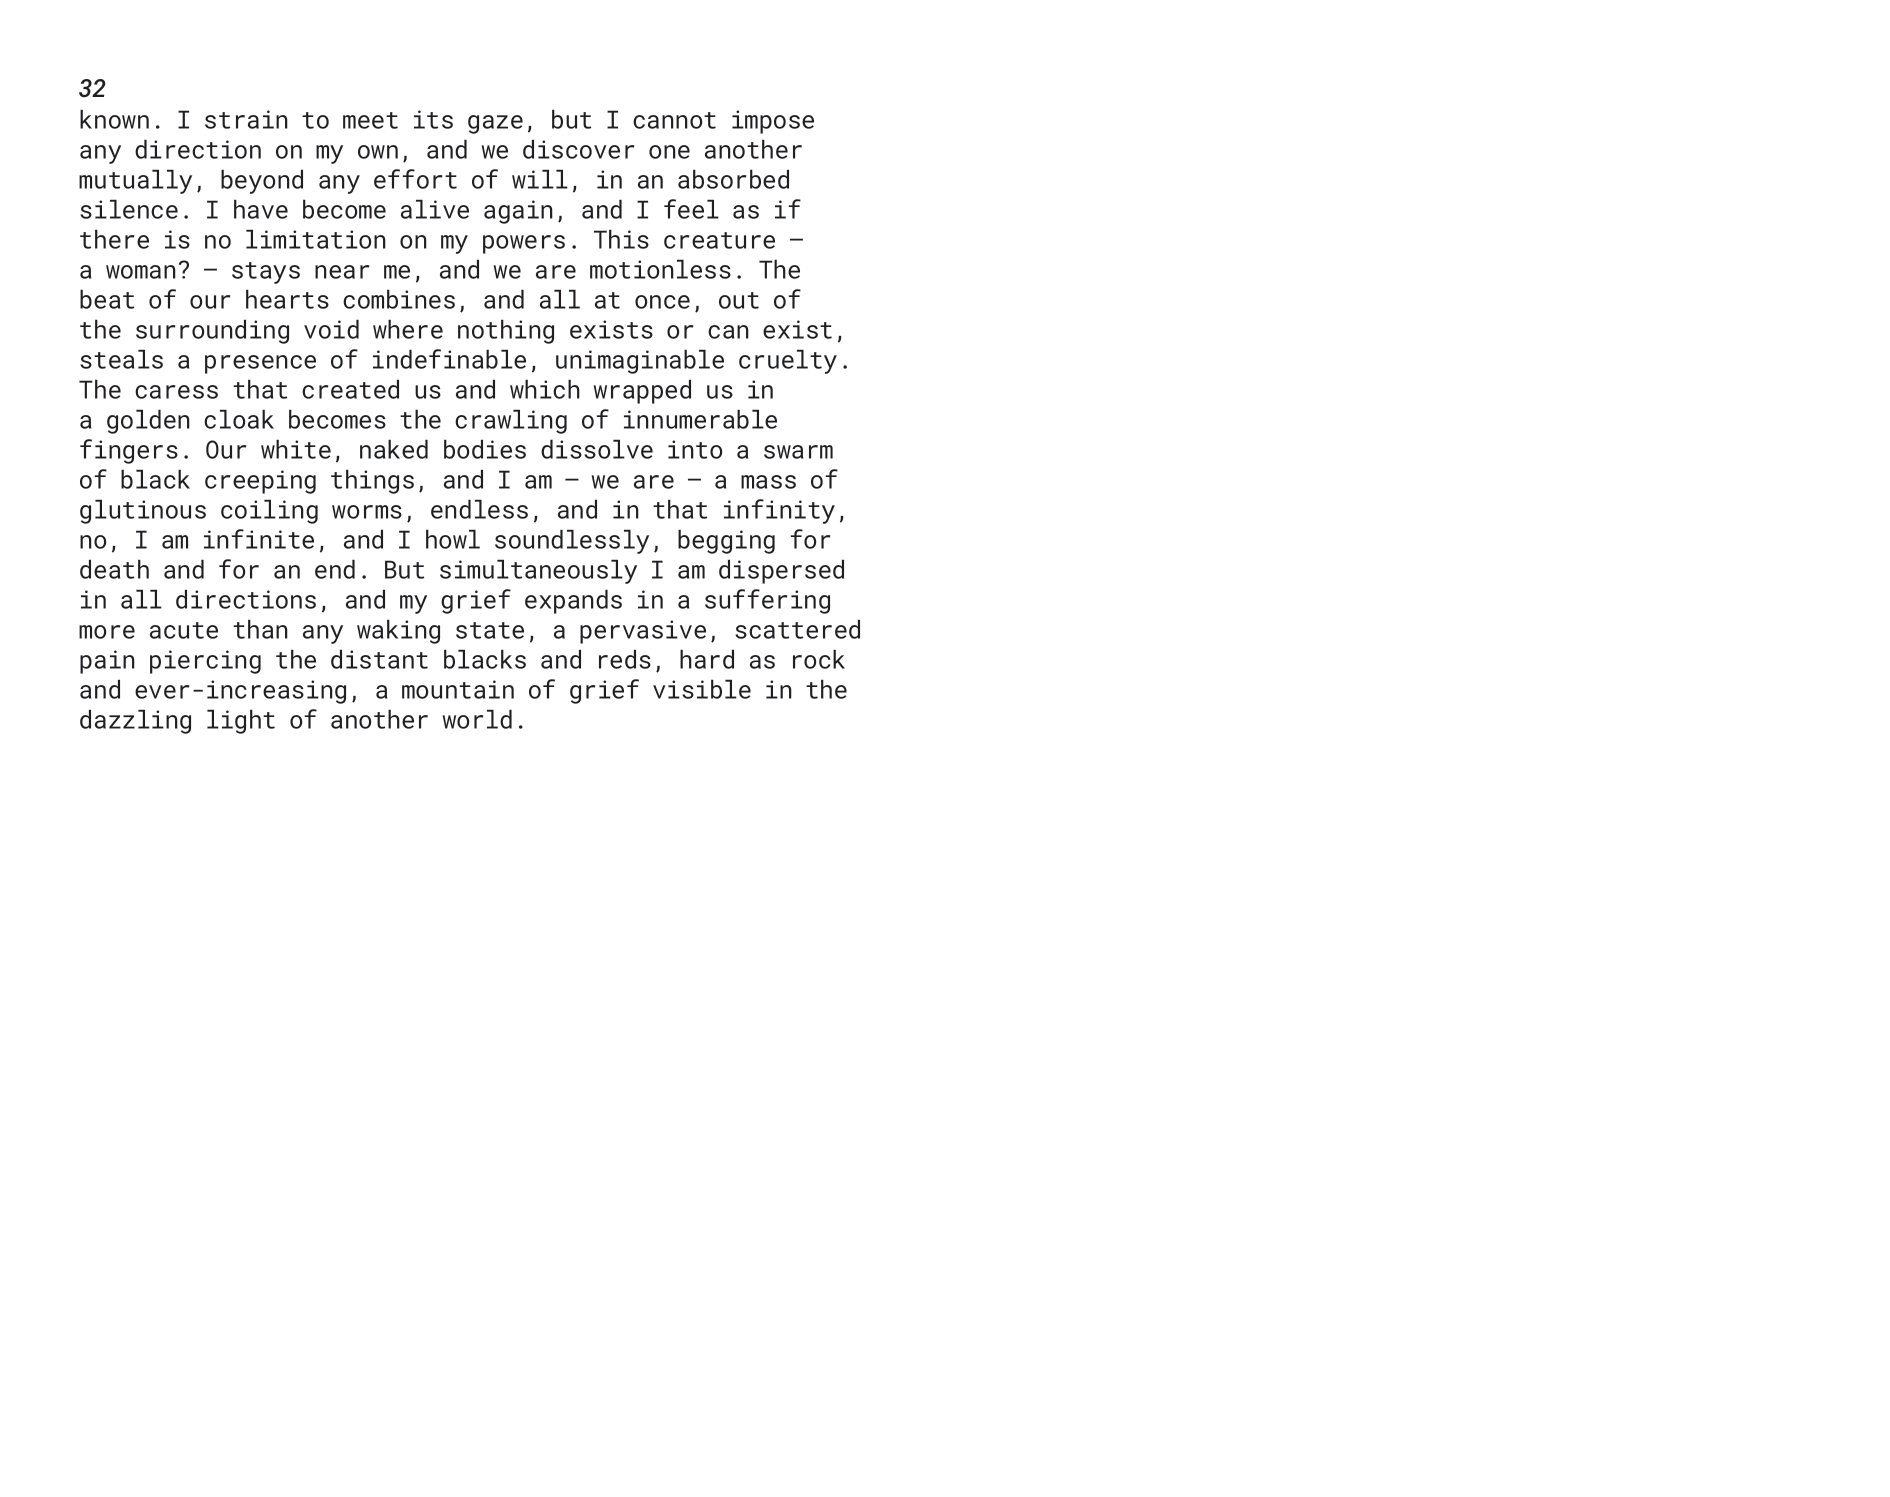 32
known. I strain to meet its gaze, but I cannot impose
any direction on my own, and we discover one another
mutually, beyond any effort of will, in an absorbed
silence. I have become alive again, and I feel as if
there is no limitation on my powers. This creature —
a woman? — stays near me, and we are motionless. The
beat of our hearts combines, and all at once, out of
the surrounding void where nothing exists or can exist,
steals a presence of indefinable, unimaginable cruelty.
The caress that created us and which wrapped us in
a golden cloak becomes the crawling of innumerable
fingers. Our white, naked bodies dissolve into a swarm
of black creeping things, and I am — we are — a mass of
glutinous coiling worms, endless, and in that infinity,
no, I am infinite, and I howl soundlessly, begging for
death and for an end. But simultaneously I am dispersed
in all directions, and my grief expands in a suffering
more acute than any waking state, a pervasive, scattered
pain piercing the distant blacks and reds, hard as rock
and ever-increasing, a mountain of grief visible in the
dazzling light of another world.